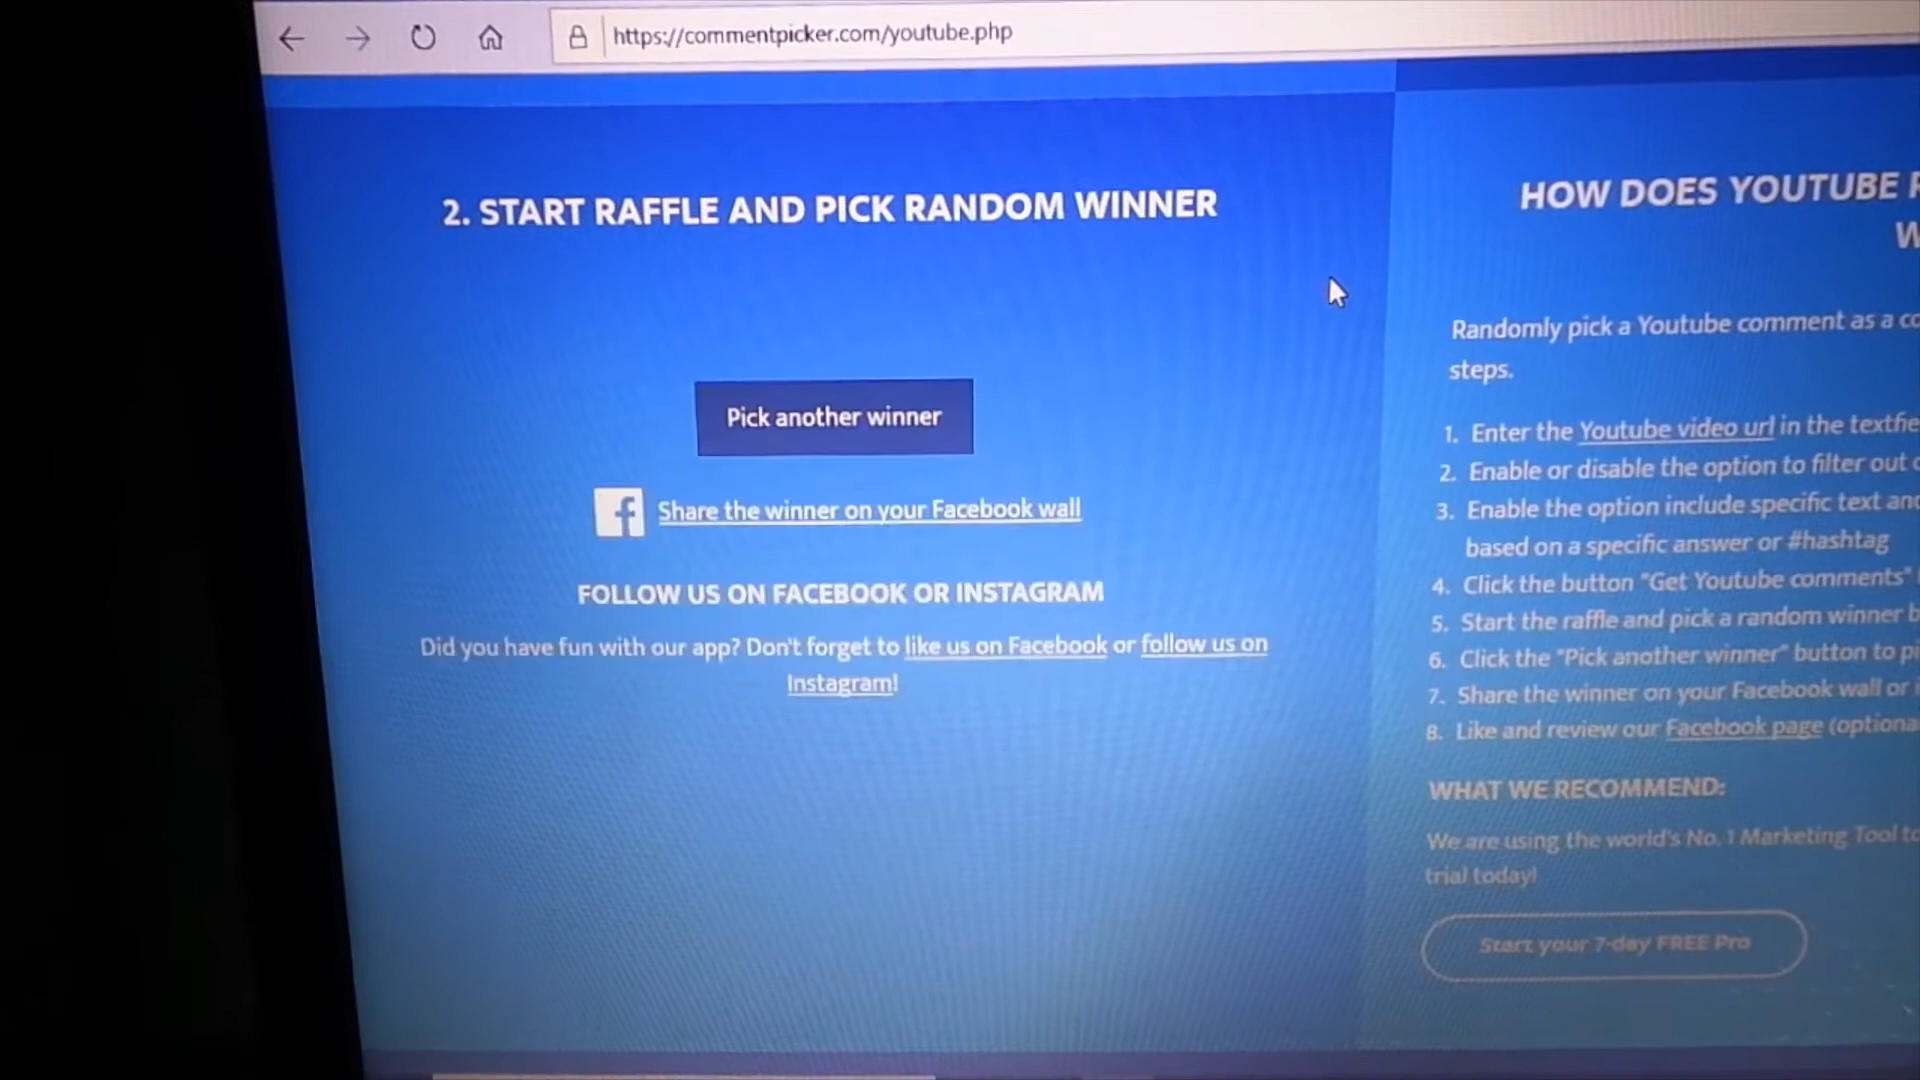 https://commentpicker.com/youtube.php
2. START RAFFLE AND PICK RANDOM WINNER
Pick another winner
f Share the winner on your Facebook wall
FOLLOW US ON FACEBOOK OR INSTAGRAM
Did you have fun with our app? Don't forget to like us on Facebook or follow us on
Instagram!
HOW DOES YOUTUBE
Randomly pick a Youtube comment as a
steps.
1. Enter the Youtube video url in the
2. Enable or disable the option to filter out
3. Enable the option include specific text
based on a specific answer or #hashtag
4. Click the button "Get Youtube comments"
5. Start the raffle and pick a random winner
6. Click the "Pick another winner" button to
7. Share the winner on your Facebook wall or
8. Like and review our Facebook page
WHAT WE RECOMMEND:
We are using the world's No. 1 Marketing Tool
trial today!
Start your 7-day FREE Pro